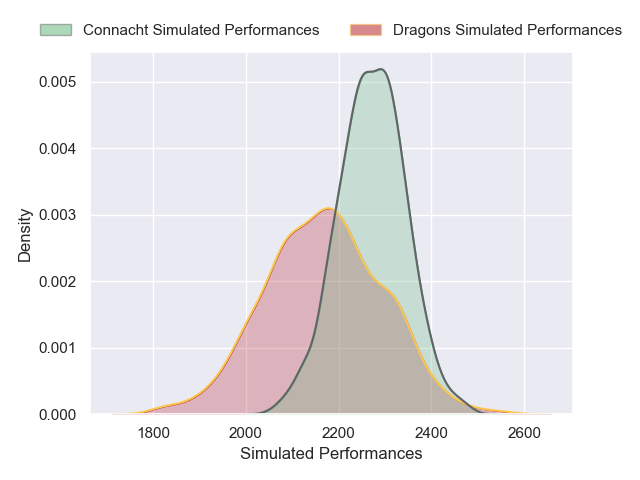 Connacht Simulated Performances
Dragons Simulated Performances
0.005
0.004
0.003
0.002
0.001
0.000
Density
1800
2000
2200
2400
2600
Simulated Performances